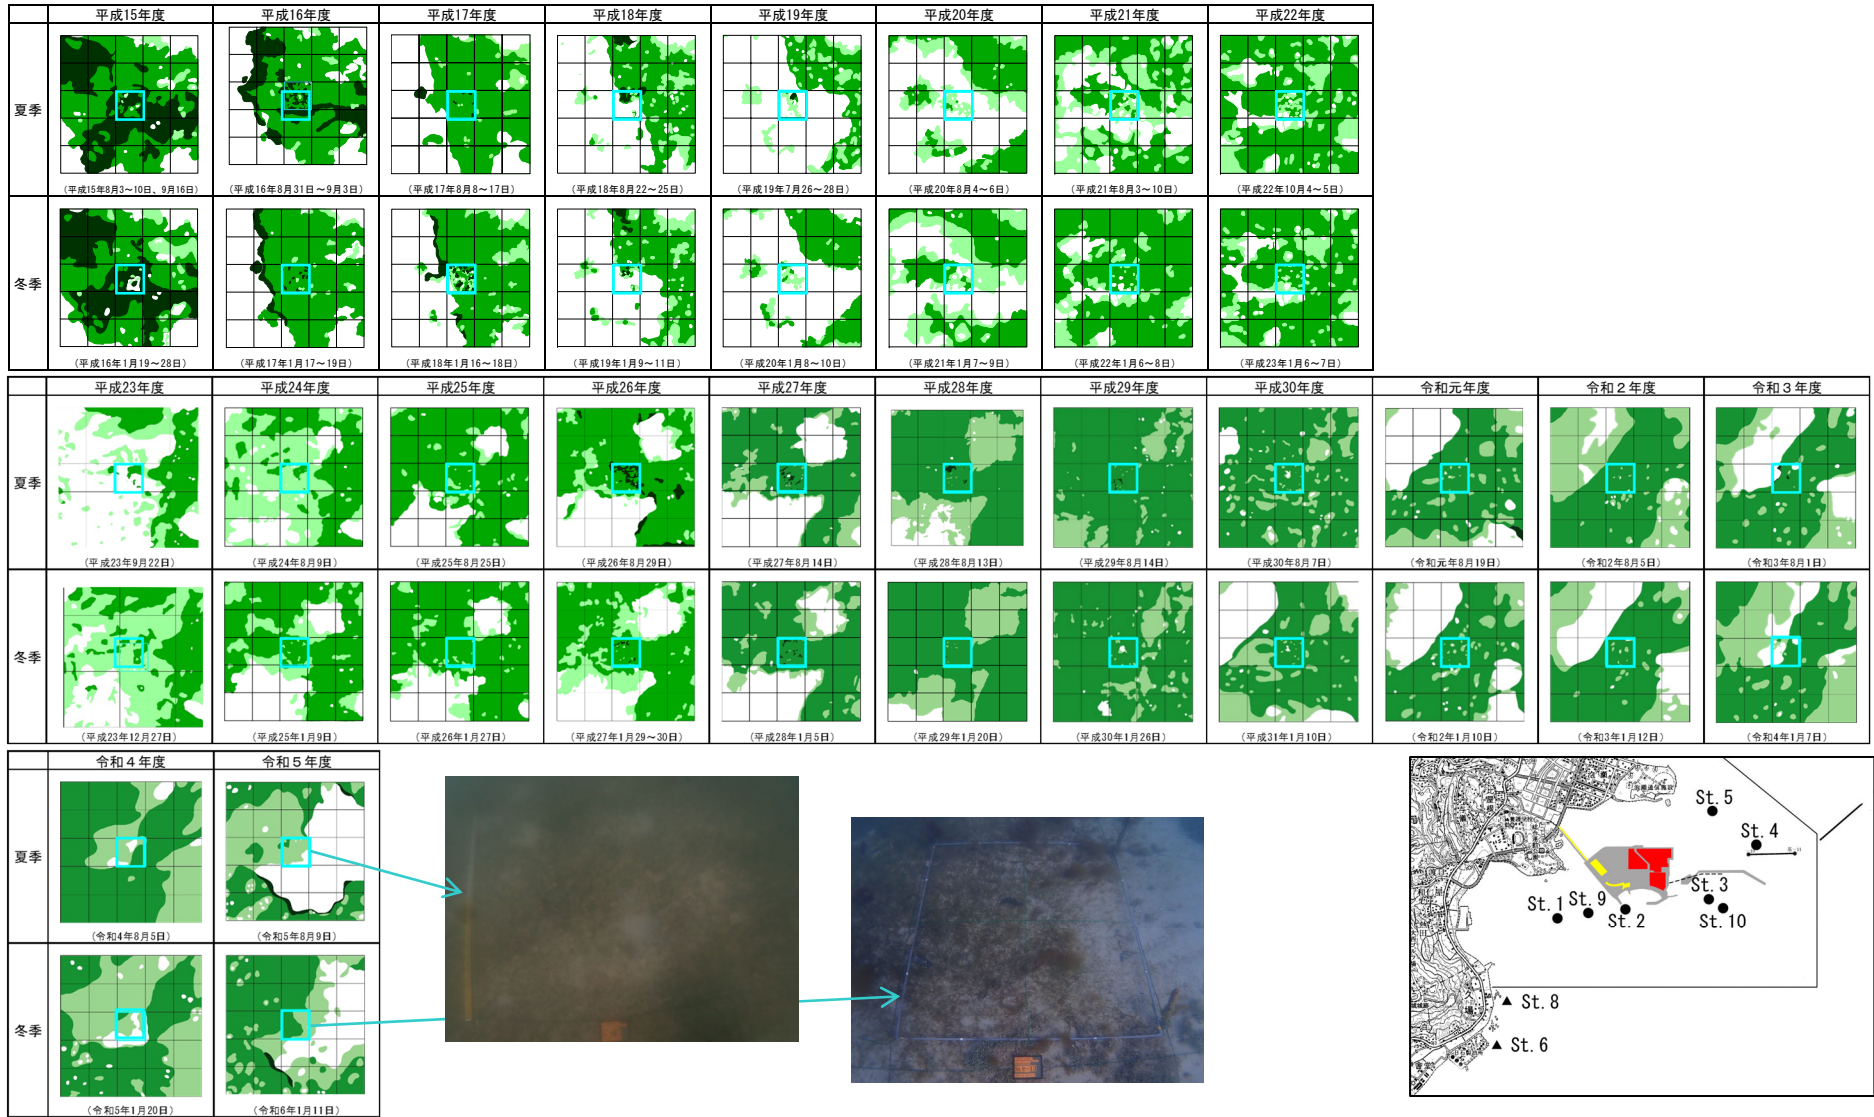 平成15年度 平成16年度 平成17年度 平成18年度 平成19年度 平成20年度 平成21年度 平成22年度
夏季
(平成15年8月3～10日、9月16日) (平成16年8月31日～9月3日) (平成17年8月8～17日) (平成18年8月22～25日) (平成19年7月26～28日) (平成20年8月4～6日) (平成21年8月3～10日) (平成22年10月4～5日)
冬季
(平成16年1月19～28日) (平成17年1月17～19日) (平成18年1月16～18日) (平成19年1月9～11日) (平成20年1月8～10日) (平成21年1月7～9日) (平成22年1月6～8日) (平成23年1月6～7日)
平成23年度 平成24年度 平成25年度 平成26年度 平成27年度 平成28年度 平成29年度 平成30年度 令和元年度 令和２年度 令和３年度
夏季
(平成23年9月22日) (平成24年8月9日) (平成25年8月25日) (平成26年8月29日) (平成27年8月14日) (平成28年8月13日) (平成29年8月14日) (平成30年8月7日) (令和元年8月19日) (令和2年8月5日) (令和3年8月1日)
冬季
(平成23年12月27日) (平成25年1月9日) (平成26年1月27日) (平成27年1月29～30日) (平成28年1月5日) (平成29年1月20日) (平成30年1月26日) (平成31年1月10日) (令和2年1月10日) (令和3年1月12日) (令和4年1月7日)
令和４年度 令和５年度
夏季
(令和4年8月5日) (令和5年8月9日)
冬季
(令和5年1月20日) (令和6年1月11日)
St. 5
St. 4
St. 3
St. 1 St. 9 St. 2 St. 10
St. 8
St. 6